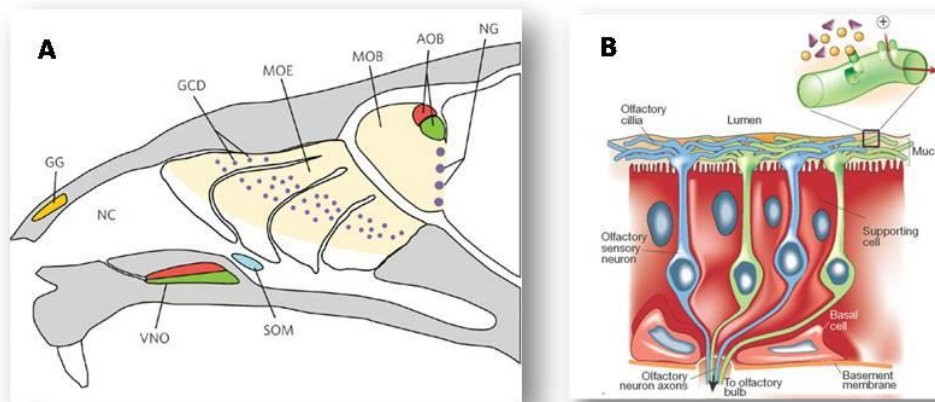 A
NG
AOB
MOB
MOE
GCD
GG
NC
VNO
SOM
B
Olfactory
cillia
Lumen
Muc
Olfactory
sensory
neuron
Supporting
cell
Basal
cell
Olfactory
neuron axons
To olfactory
bulb
Basement
membrane
+